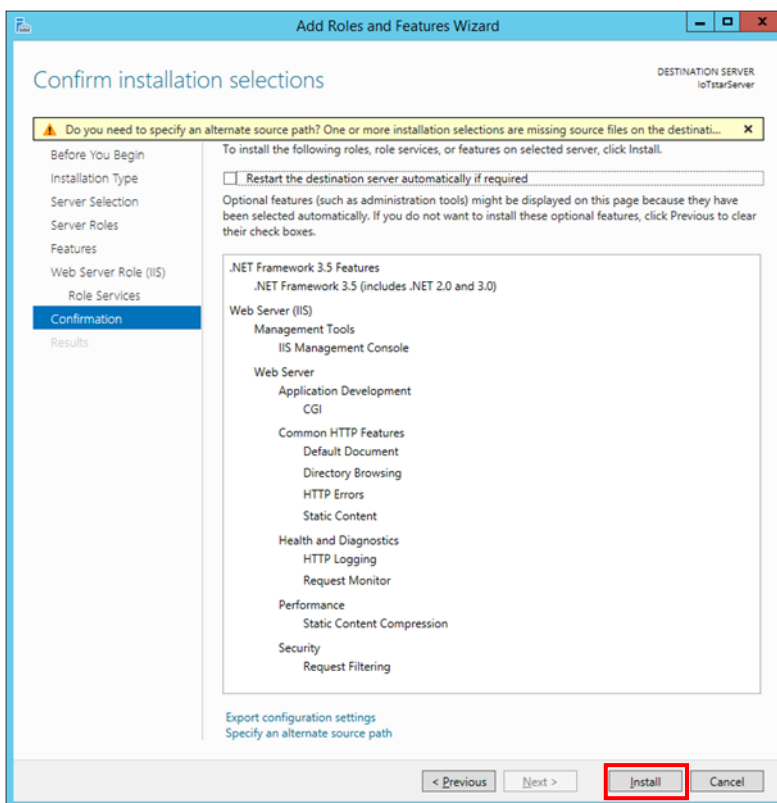 Add Roles and Features Wizard
Confirm installation selections
DESTINATION SERVER
IoTstarServer
Do you need to specify an alternate source path? One or more installation selections are missing source files on the destinati...
Before You Begin
Installation Type
Server Selection
Server Roles
Features
Web Server Role (IIS)
Role Services
Confirmation
Results
To install the following roles, role services, or features on selected server, click Install.
Restart the destination server automatically if required
Optional features (such as administration tools) might be displayed on this page because they have
been selected automatically. If you do not want to install these optional features, click Previous to clear
their check boxes.
.NET Framework 3.5 Features
.NET Framework 3.5 (includes .NET 2.0 and 3.0)
Web Server (IIS)
Management Tools
IIS Management Console
Web Server
Application Development
CGI
Common HTTP Features
Default Document
Directory Browsing
HTTP Errors
Static Content
Health and Diagnostics
HTTP Logging
Request Monitor
Performance
Static Content Compression
Security
Request Filtering
Export configuration settings
Specify an alternate source path
< Previous
Next >
Install
Cancel